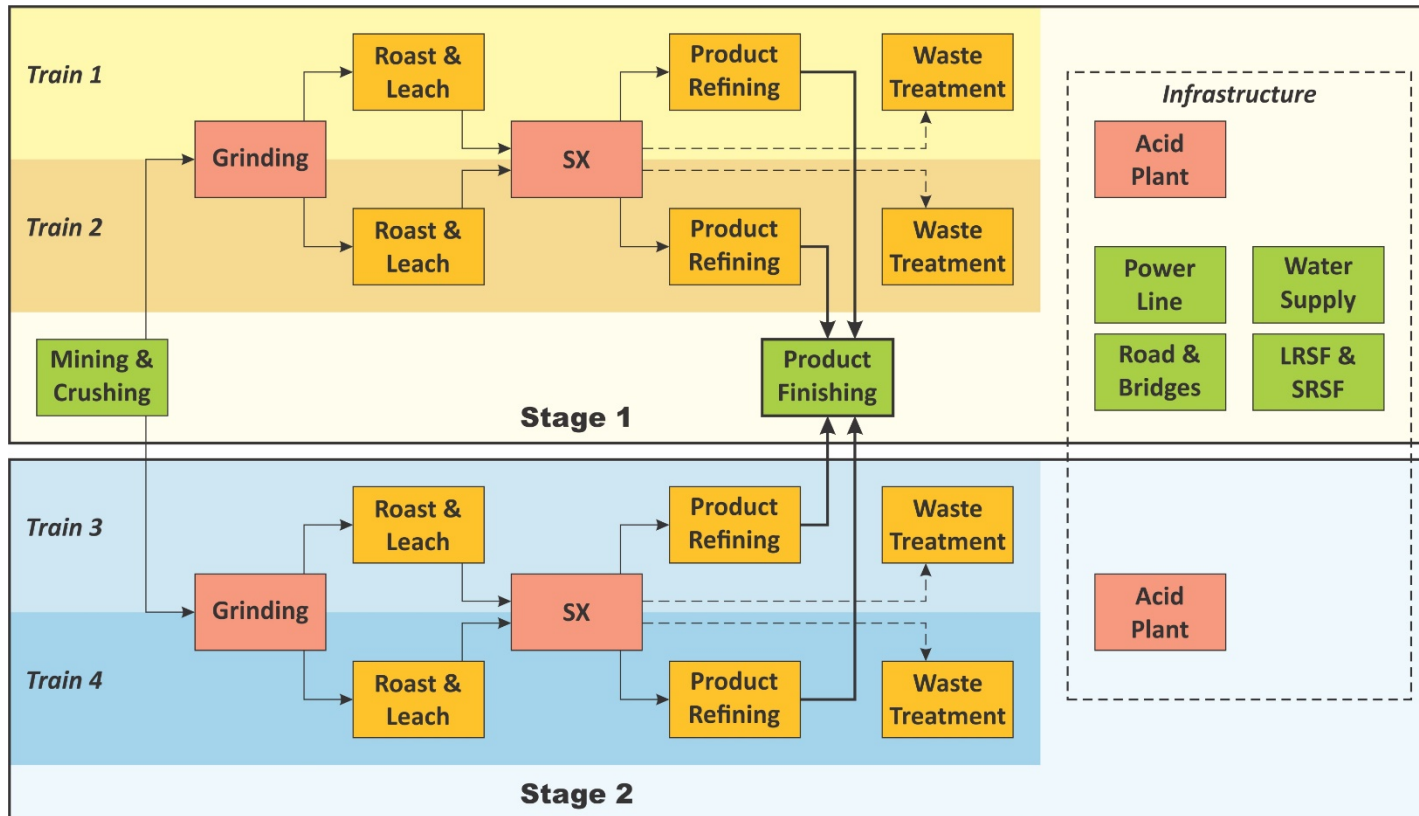 Train 1
Roast &
Leach
Product
Refining
Waste
Treatment
Infrastructure
Grinding
SX
Acid
Plant
Train 2
Roast &
Leach
Product
Refining
Waste
Treatment
Power
Line
Water
Supply
Mining &
Crushing
Product
Finishing
Road &
Bridges
LRSF &
SRSF
Stage 1
Train 3
Roast &
Leach
Product
Refining
Waste
Treatment
Grinding
SX
Acid
Plant
Train 4
Roast &
Leach
Product
Refining
Waste
Treatment
Stage 2